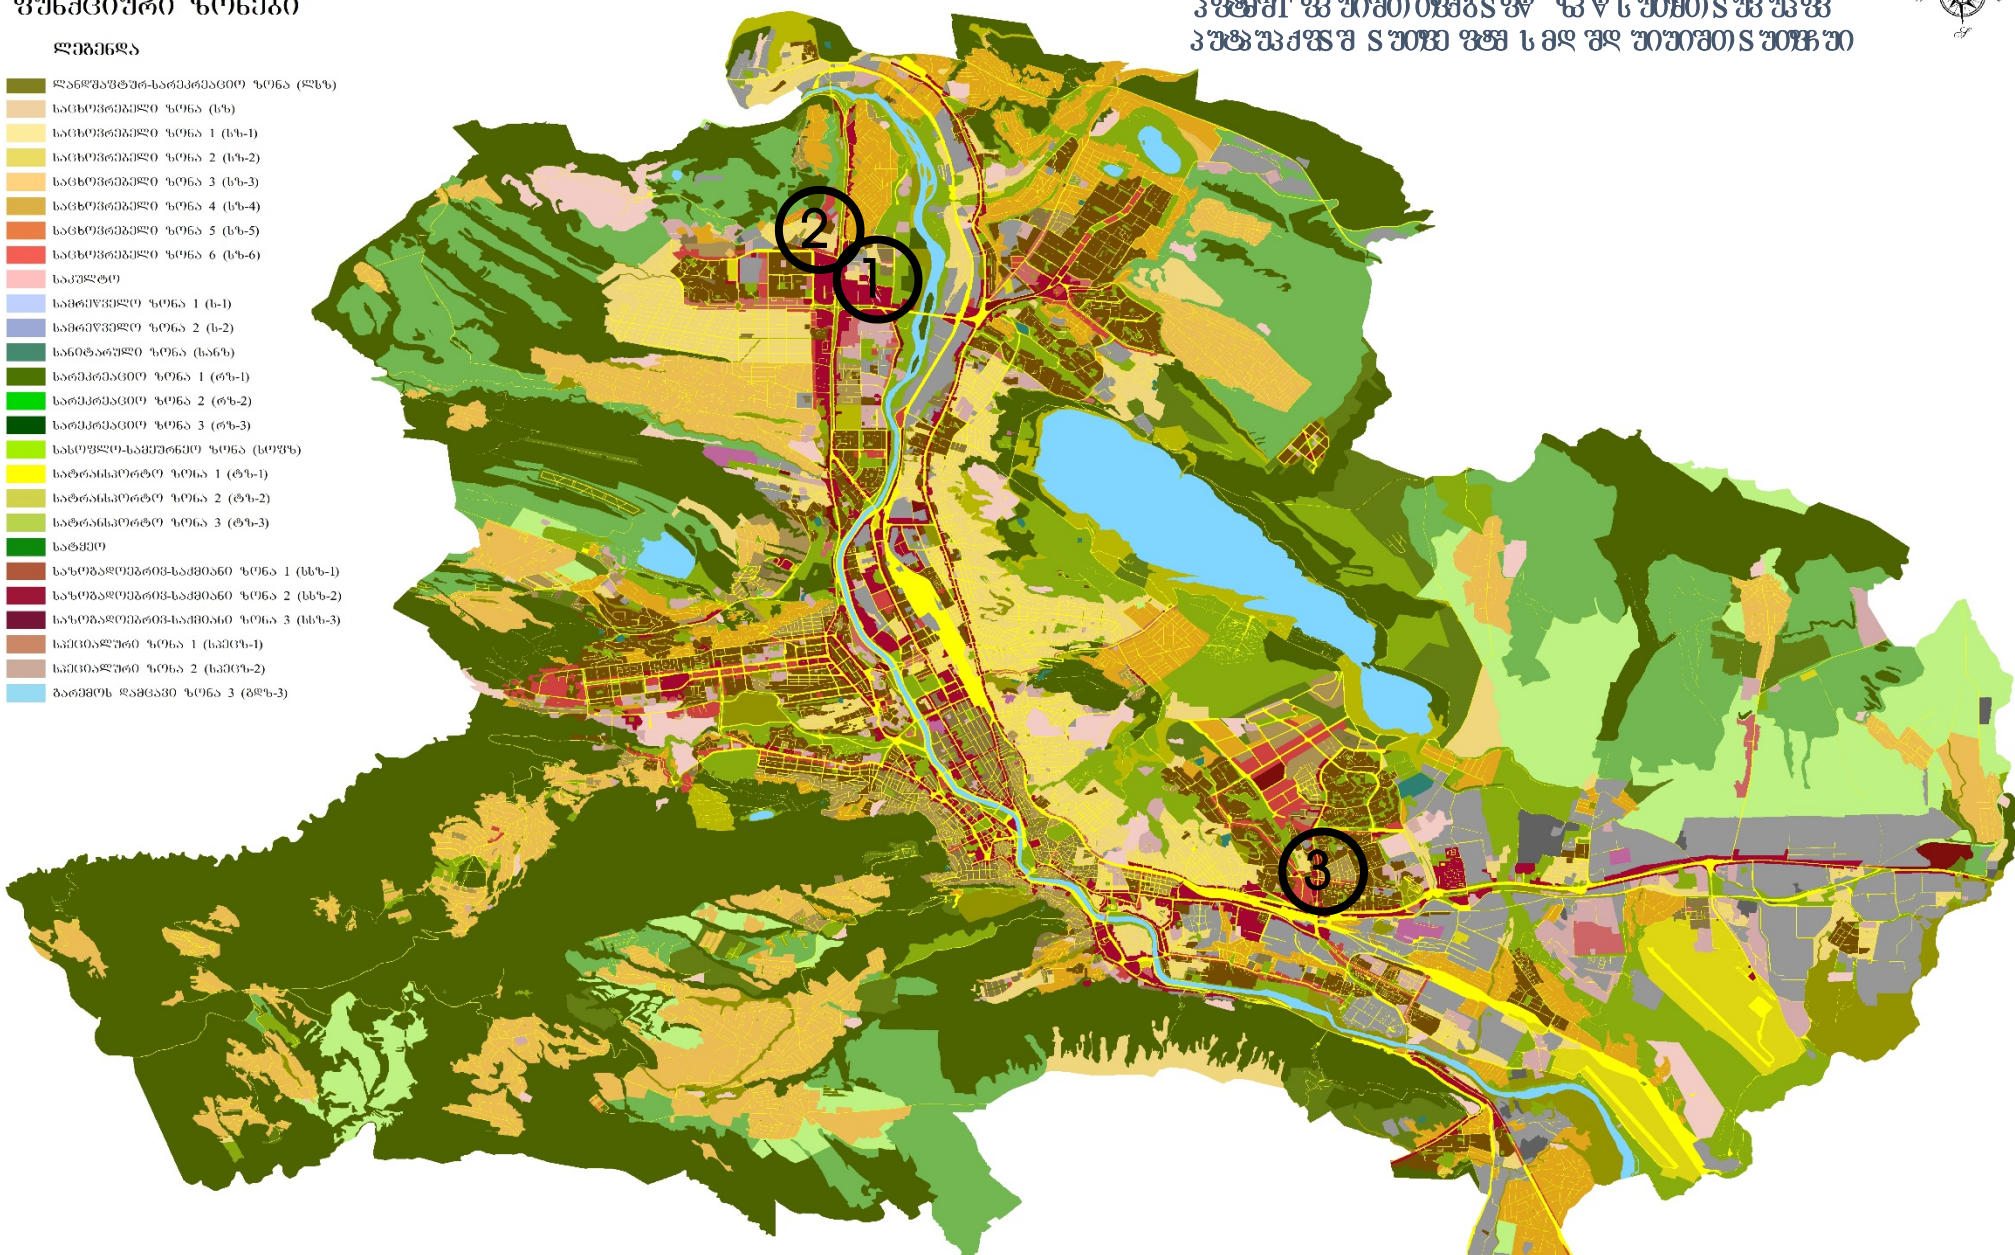 ფუნქციური ზონები
ლეგენდა
ლანდშაფტურ-სარეკრეაციო ზონა (ლსზ)
საცხოვრებელი ზონა (სზ)
საცხოვრებელი ზონა 1 (სზ-1)
საცხოვრებელი ზონა 2 (სზ-2)
საცხოვრებელი ზონა 3 (სზ-3)
საცხოვრებელი ზონა 4 (სზ-4)
საცხოვრებელი ზონა 5 (სზ-5)
საცხოვრებელი ზონა 6 (სზ-6)
საკულტო
სამრეწველო ზონა 1 (ს-1)
სამრეწველო ზონა 2 (ს-2)
სანიტარული ზონა (სანზ)
სარეკრეაციო ზონა 1 (რზ-1)
სარეკრეაციო ზონა 2 (რზ-2)
სარეკრეაციო ზონა 3 (რზ-3)
სასოფლო-სამეურნეო ზონა (სოფზ)
სატრანსპორტო ზონა 1 (ტზ-1)
სატრანსპორტო ზონა 2 (ტზ-2)
სატრანსპორტო ზონა 3 (ტზ-3)
სატყეო
საზოგადოებრივ-საქმიანი ზონა 1 (სსზ-1)
საზოგადოებრივ-საქმიანი ზონა 2 (სსზ-2)
საზოგადოებრივ-საქმიანი ზონა 3 (სსზ-3)
სპეციალური ზონა 1 (სპეცზ-1)
სპეციალური ზონა 2 (სპეცზ-2)
გარემოს დამცავი ზონა 3 (გდზ-3)
2
1
3